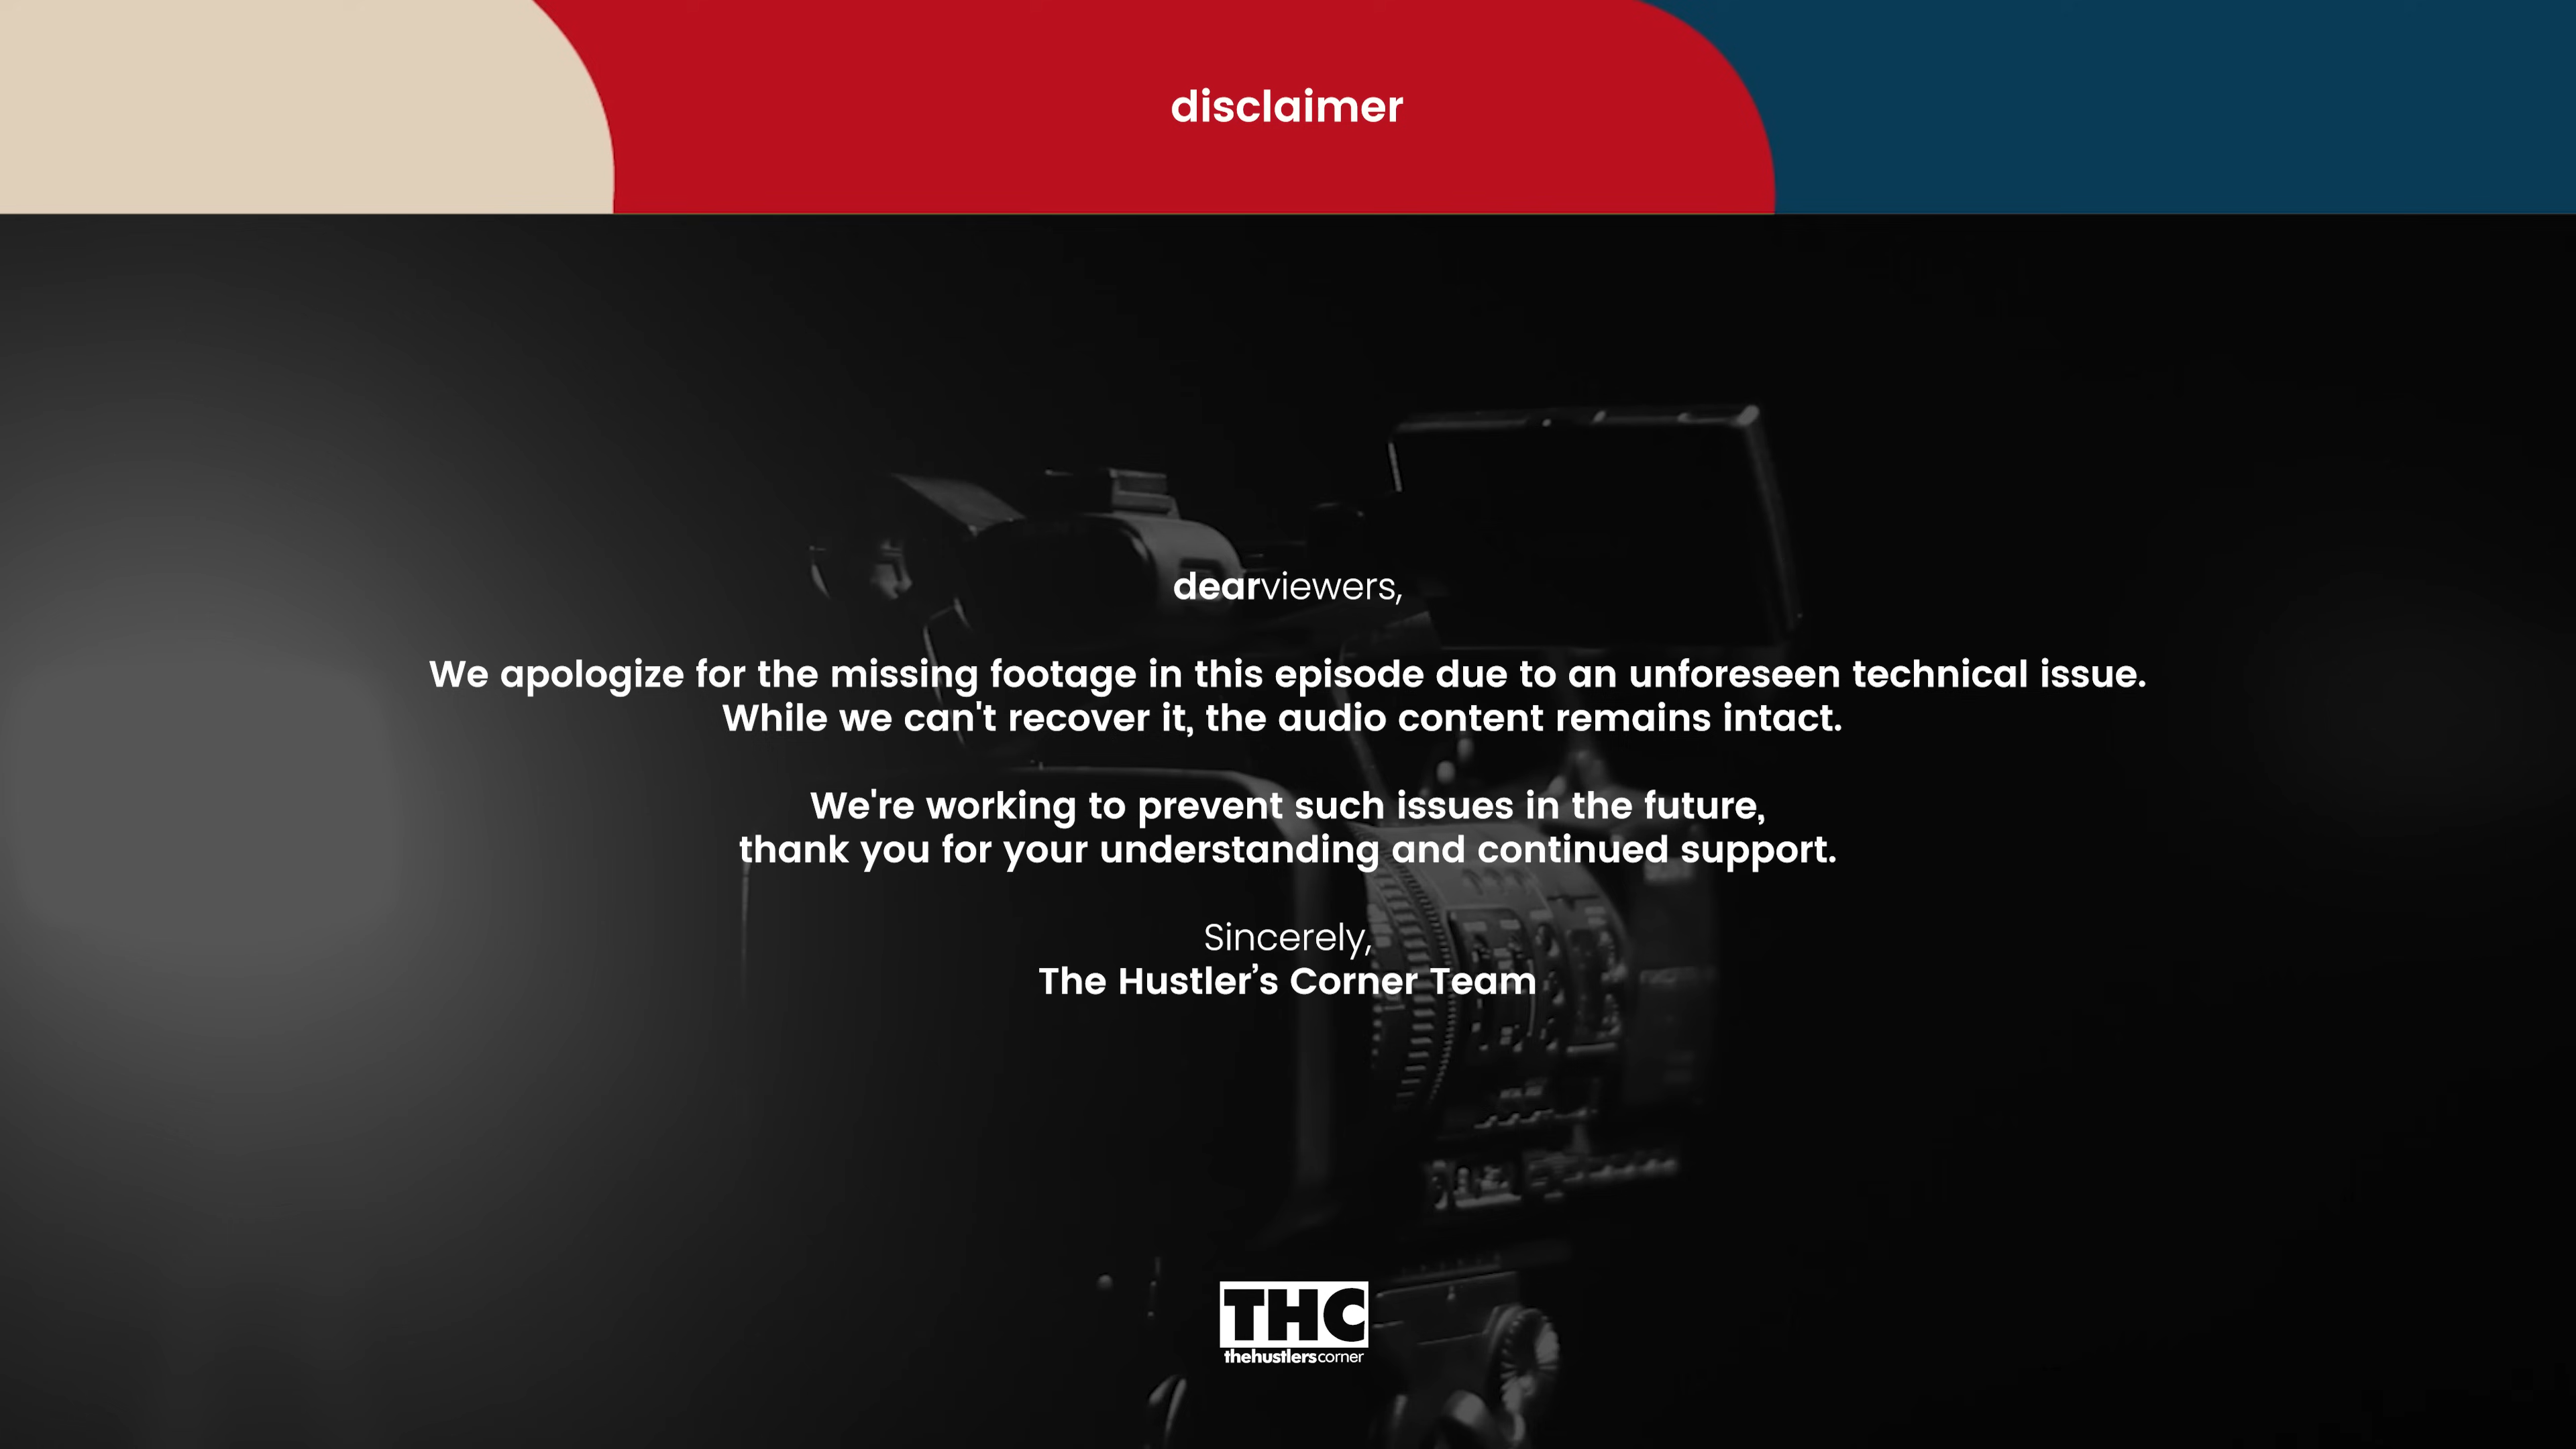 disclaimer
dearviewers,
We apologize for the missing footage in this episode due to an unforeseen technical issue.
While we can't recover it, the audio content remains intact.
We're working to prevent such issues in the future,
thank you for your understanding and continued support.
Sincerely,
The Hustler’s Corner Team
THC
thehustlerscorner